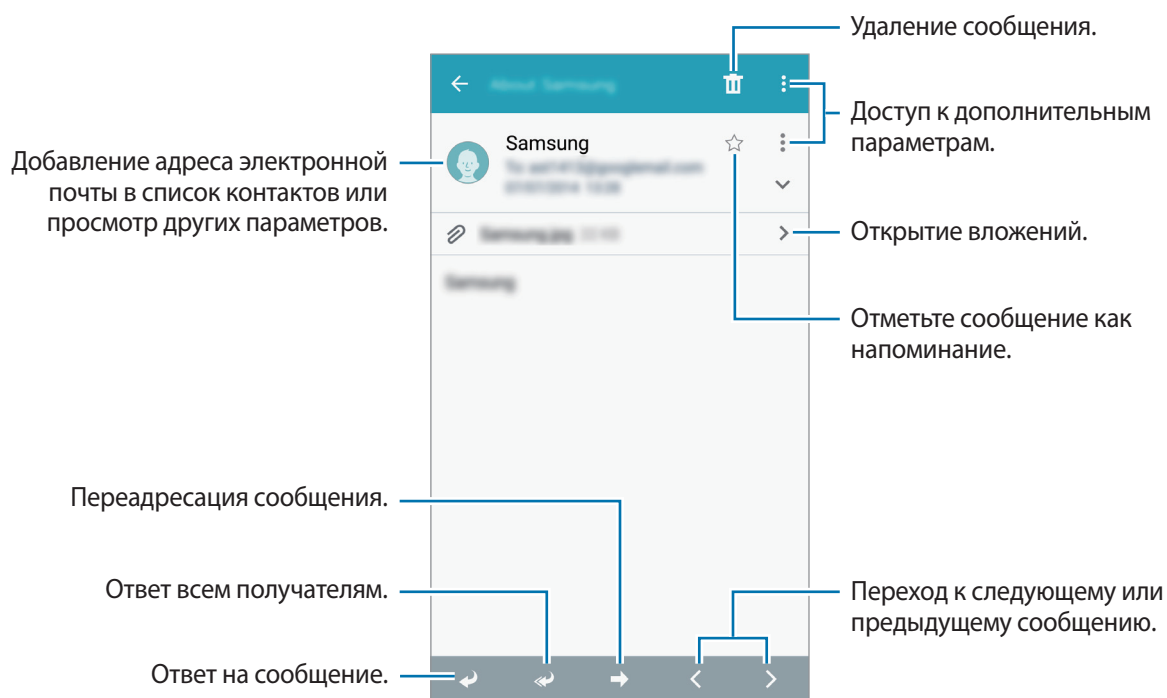 Удаление сообщения.
Доступ к дополнительным
параметрам.
Samsung
Добавление адреса электронной
почты в список контактов или
просмотр других параметров.
Открытие вложений.
Отметьте сообщение как
напоминание.
Переадресация сообщения.
Ответ всем получателям.
Переход к следующему или
предыдущему сообщению.
Ответ на сообщение.